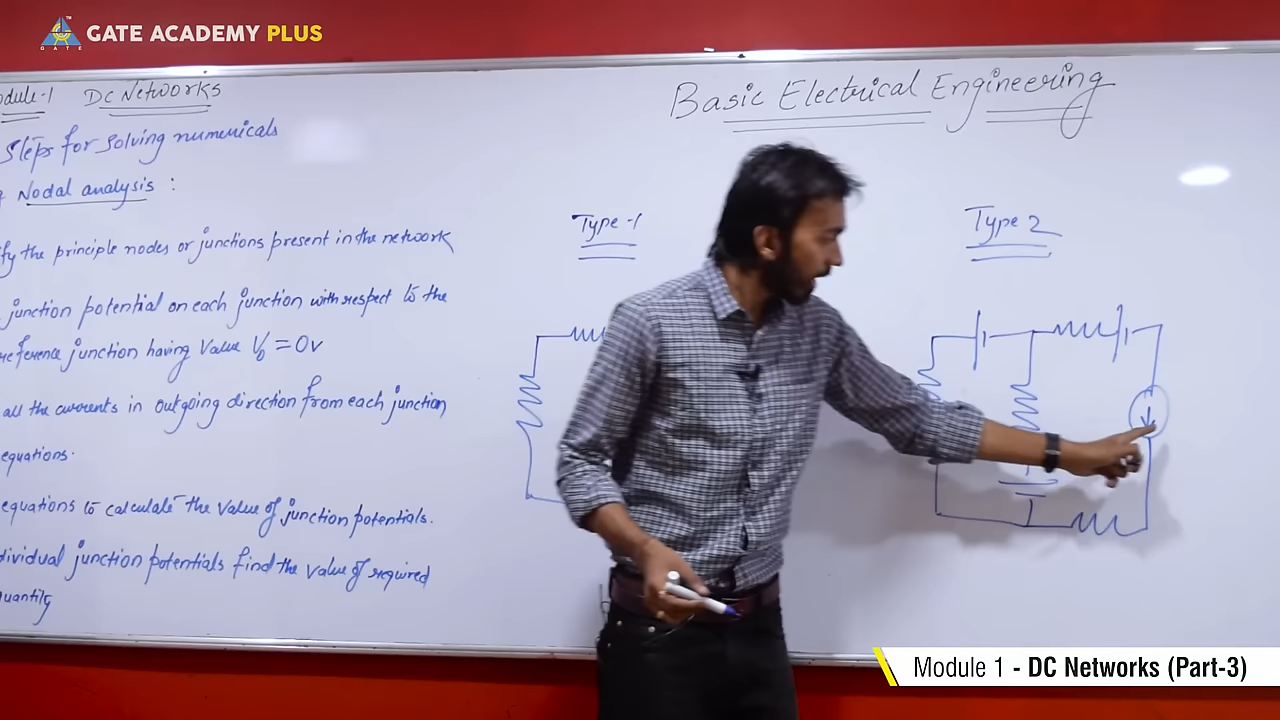 GATE ACADEMY PLUS
GATE
odule-1 DC Networks
Steps for solving numericals
Nodal analysis :
fy the principle nodes or junctions present in the network
junction potential on each junction with respect to the
reference junction having value V₀ = 0v
all the currents in outgoing direction from each junction
equations.
equations to calculate the value of junction potentials.
dividual junction potentials find the value of required
uantity
Basic Electrical Engineering
Type-1
Type 2
Module 1 - DC Networks (Part-3)